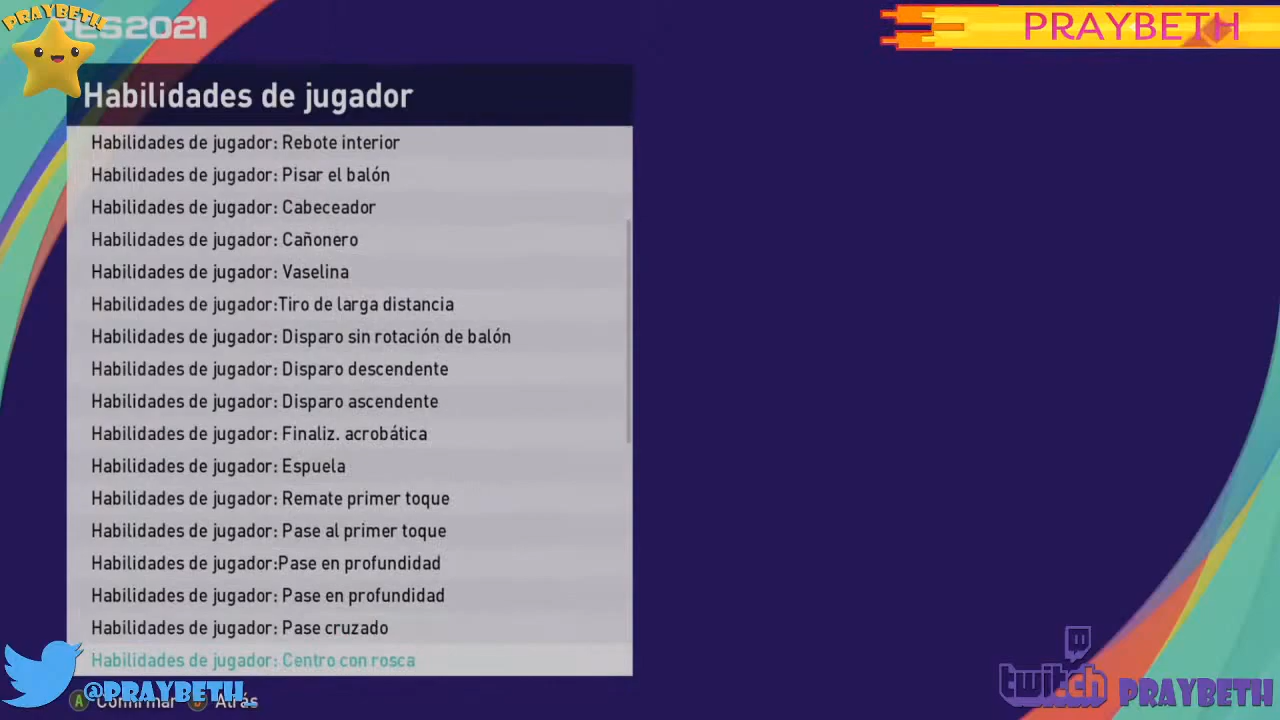 PRAYBETH
PES2021
PRAYBETH
Habilidades de jugador
Habilidades de jugador: Rebote interior
Habilidades de jugador: Pisar el balón
Habilidades de jugador: Cabeceador
Habilidades de jugador: Cañonero
Habilidades de jugador: Vaselina
Habilidades de jugador:Tiro de larga distancia
Habilidades de jugador: Disparo sin rotación de balón
Habilidades de jugador: Disparo descendente
Habilidades de jugador: Disparo ascendente
Habilidades de jugador: Finaliz. acrobática
Habilidades de jugador: Espuela
Habilidades de jugador: Remate primer toque
Habilidades de jugador: Pase al primer toque
Habilidades de jugador:Pase en profundidad
Habilidades de jugador: Pase en profundidad
Habilidades de jugador: Pase cruzado
Habilidades de jugador: Centro con rosca
@PRAYBETH_
A Confirmar B Atrás
twitch PRAYBETH